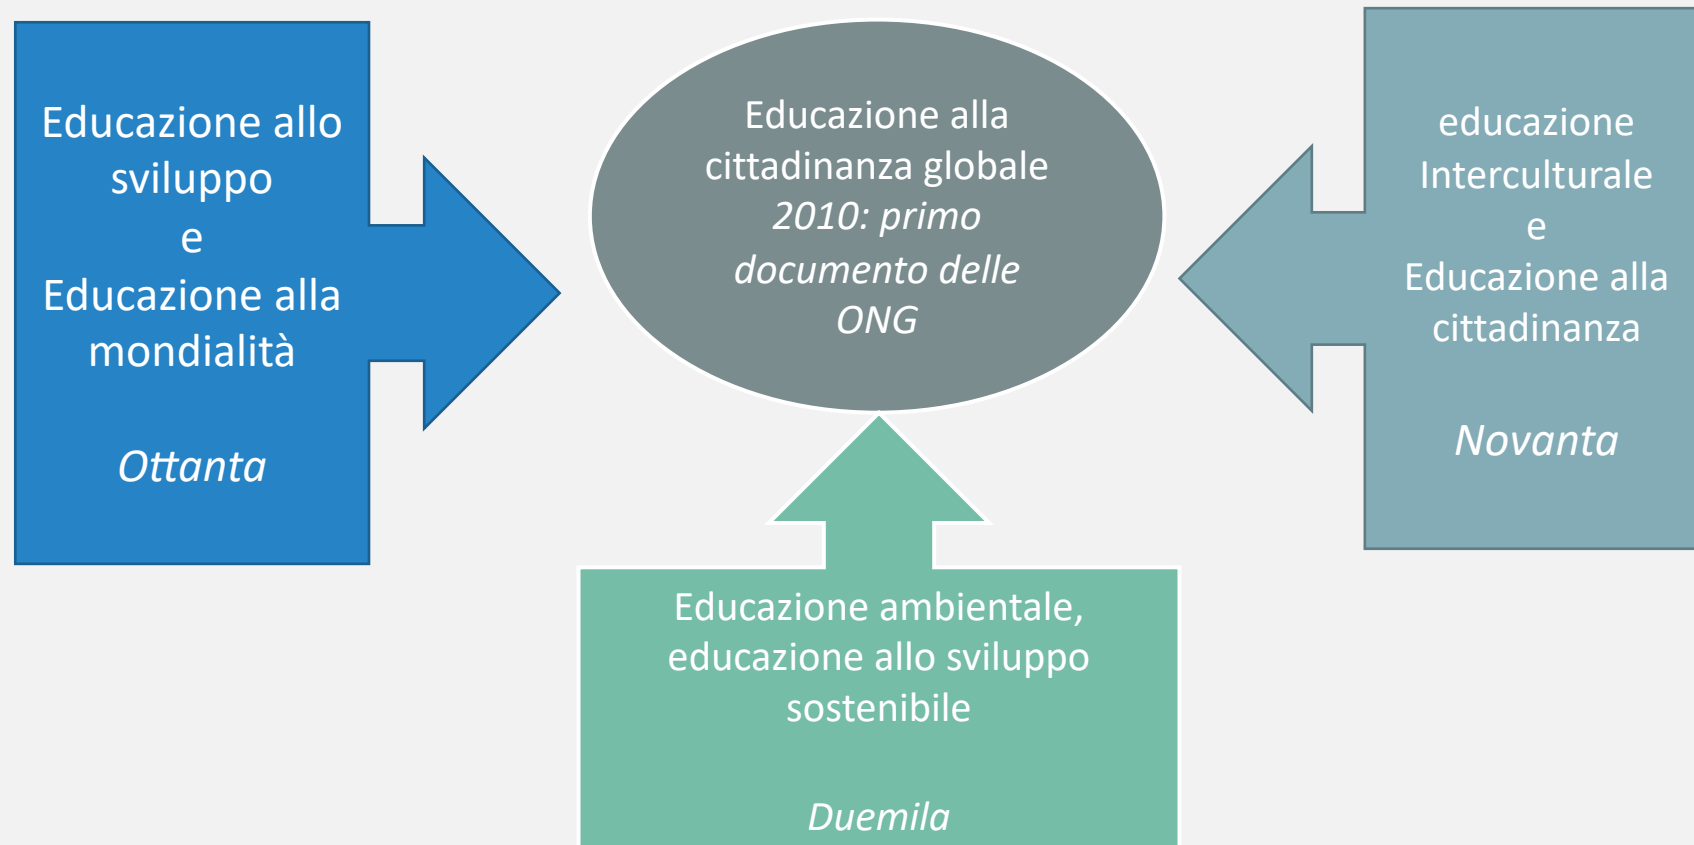 Educazione allo
sviluppo
e
Educazione alla
mondialità
Ottanta
Educazione alla
cittadinanza globale
2010: primo
documento delle
ONG
educazione
Interculturale
e
Educazione alla
cittadinanza
Novanta
Educazione ambientale,
educazione allo sviluppo
sostenibile
Duemila